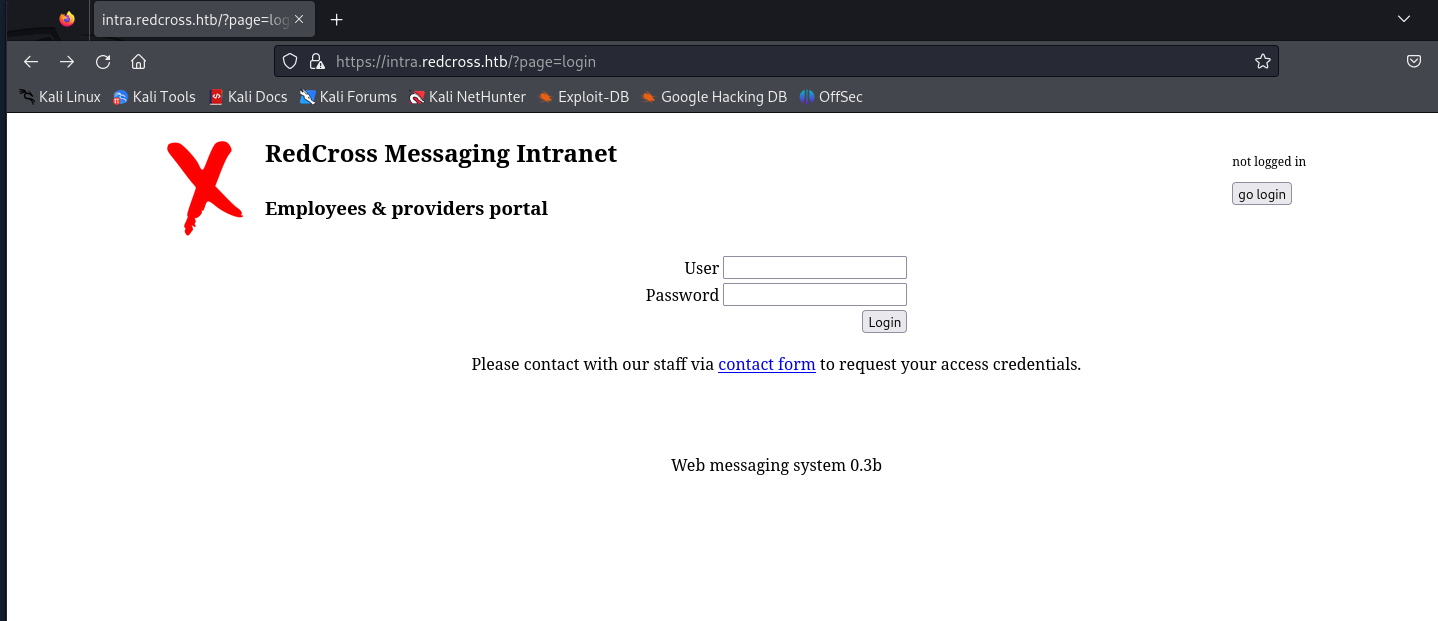 intra.redcross.htb/?page=log
https://intra.redcross.htb/?page=login
Kali Linux Kali Tools Kali Docs Kali Forums Kali NetHunter Exploit-DB Google Hacking DB OffSec
RedCross Messaging Intranet
not logged in
go login
Employees & providers portal
User
Password
Login
Please contact with our staff via contact form to request your access credentials.
Web messaging system 0.3b